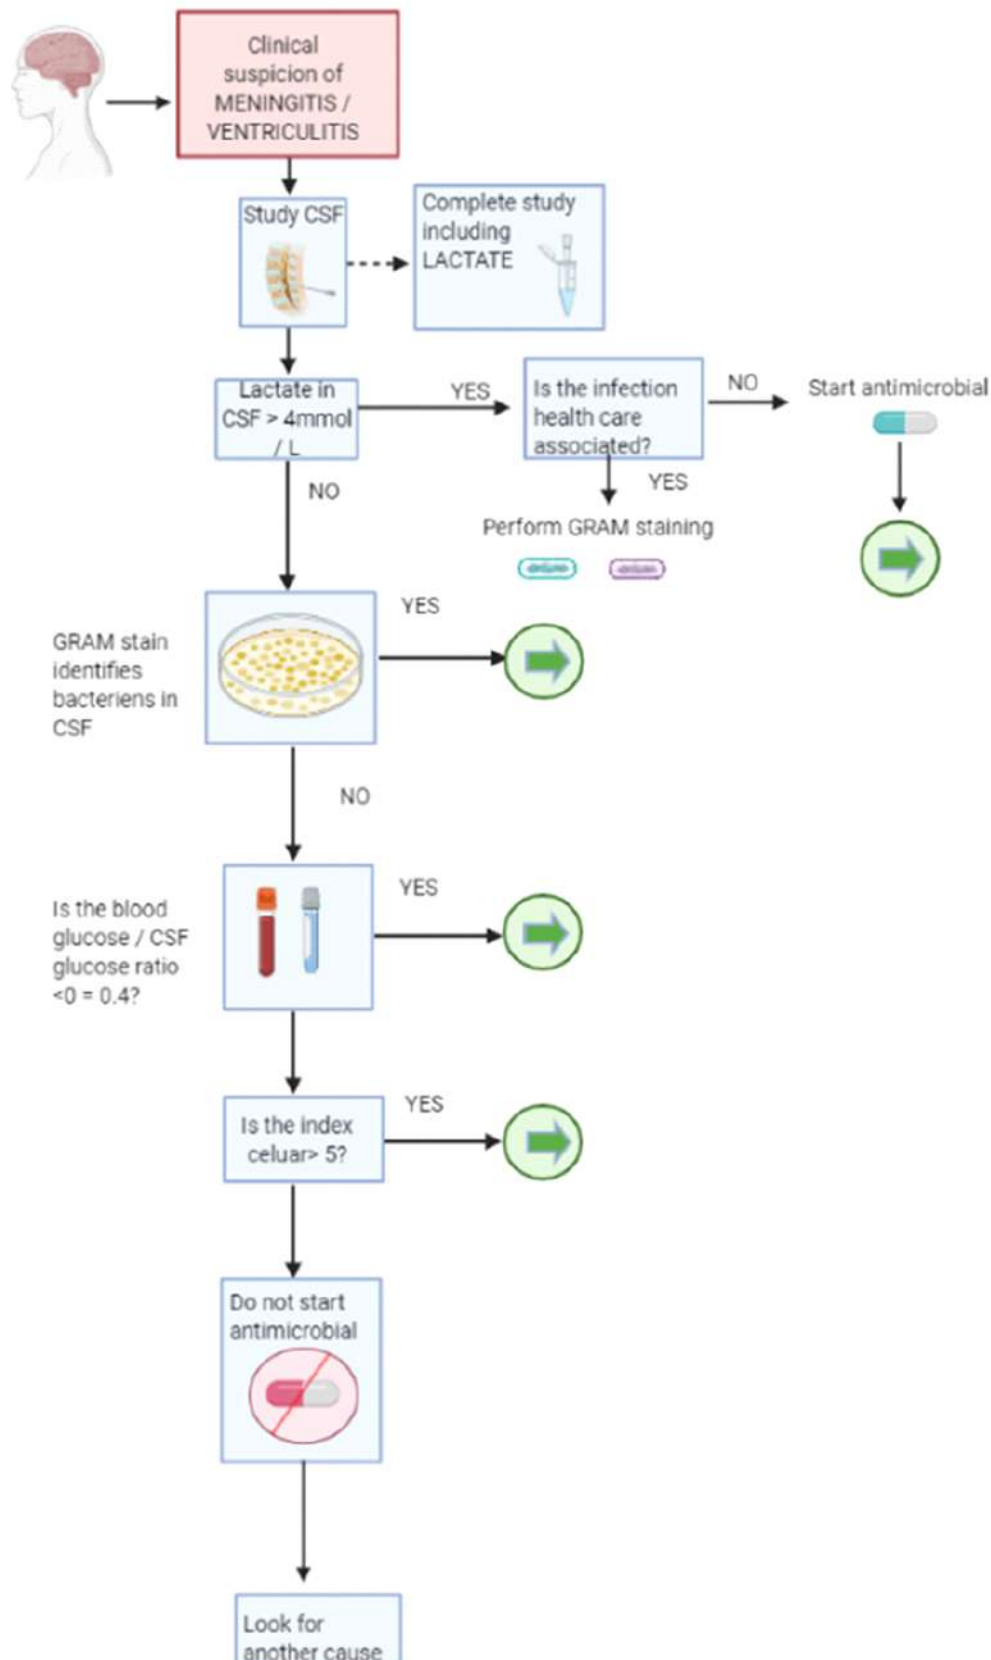 Clinical
suspicion of
MENINGITIS /
VENTRICULITIS
Study CSF
Complete study
including
LACTATE
Lactate in
CSF > 4mmol
/ L
YES
Is the infection
health care
associated?
NO
Start antimicrobial
YES
Perform GRAM staining
NO
GRAM stain
identifies
bacteriens in
CSF
YES
NO
Is the blood
glucose / CSF
glucose ratio
<0 = 0.4?
YES
Is the index
celuar> 5?
YES
Do not start
antimicrobial
Look for
another cause